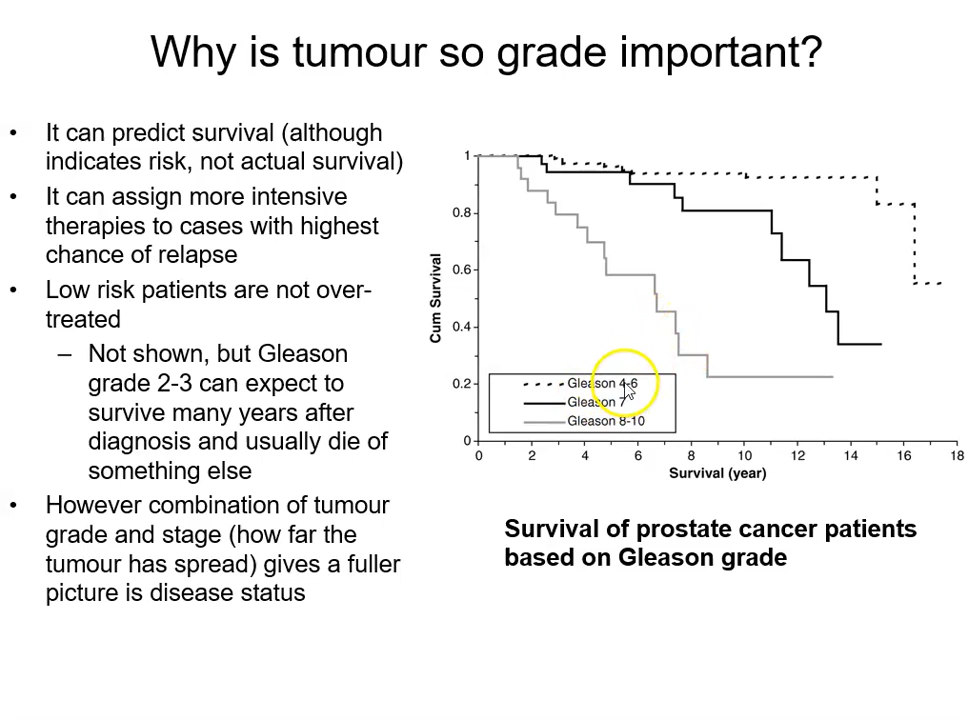 Why is tumour so grade important?
• It can predict survival (although
indicates risk, not actual survival)
• It can assign more intensive
therapies to cases with highest
chance of relapse
• Low risk patients are not over-
treated
– Not shown, but Gleason
grade 2-3 can expect to
survive many years after
diagnosis and usually die of
something else
• However combination of tumour
grade and stage (how far the
tumour has spread) gives a fuller
picture is disease status
Cum Survival
1
0.8
0.6
0.4
0.2
0
Gleason 4-6
Gleason 7
Gleason 8-10
0 2 4 6 8 10 12 14 16 18
Survival (year)
Survival of prostate cancer patients
based on Gleason grade